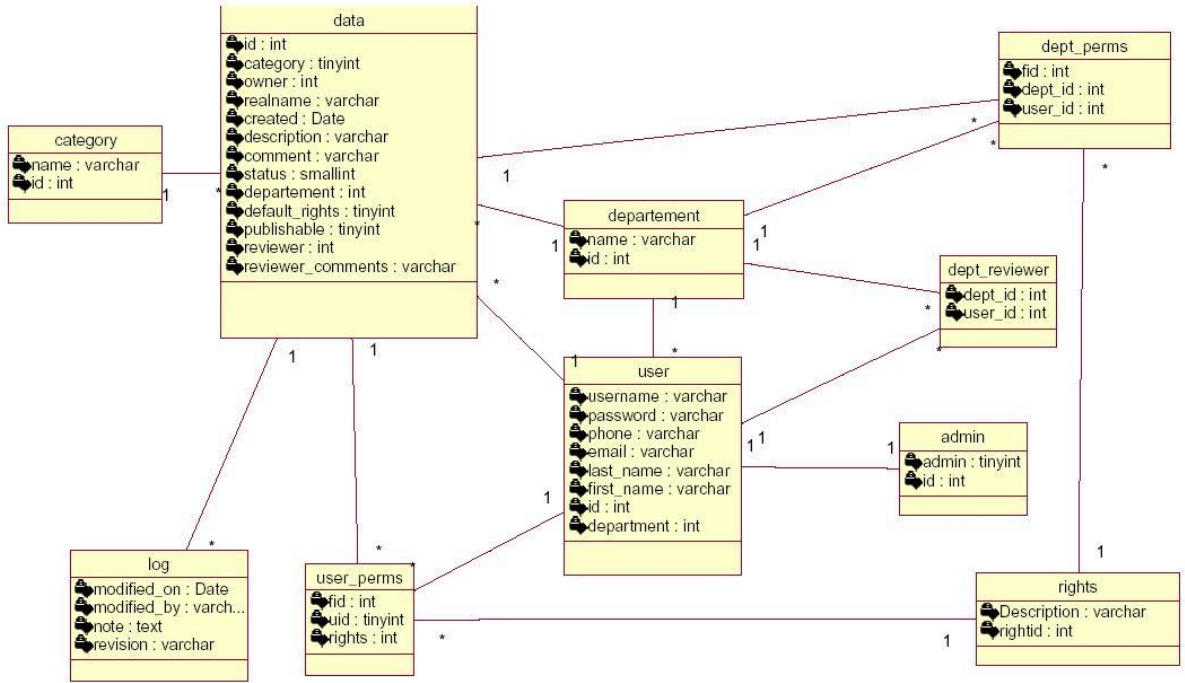 data
id : int
category : tinyint
owner : int
realname : varchar
created : Date
description : varchar
comment : varchar
status : smallint
departement : int
default_rights : tinyint
publishable : tinyint
reviewer : int
reviewer_comments : varchar
dept_perms
fid : int
dept_id : int
user_id : int
category
name : varchar
id : int
1
*
1
*
*
*
departement
name : varchar
id : int
*
1
1
1
*
1
*
dept_reviewer
dept_id : int
user_id : int
*
*
1
1
1
*
user
username : varchar
password : varchar
phone : varchar
email : varchar
last_name : varchar
first_name : varchar
id : int
department : int
1
1
1
1
admin
admin : tinyint
id : int
1
*
*
*
1
log
modified_on : Date
modified_by : varch...
note : text
revision : varchar
user_perms
fid : int
uid : tinyint
rights : int
*
1
rights
Description : varchar
rightid : int